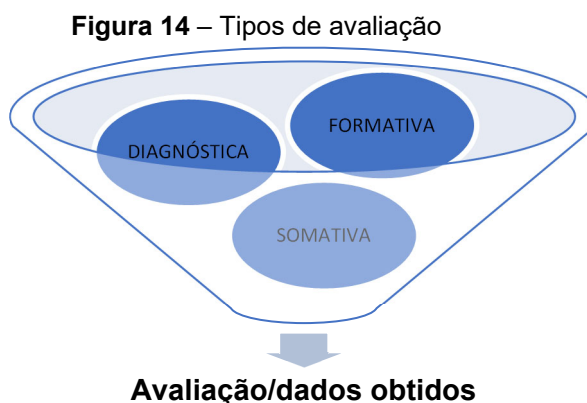 Figura 14 – Tipos de avaliação
FORMATIVA
DIAGNÓSTICA
SOMATIVA
Avaliação/dados obtidos